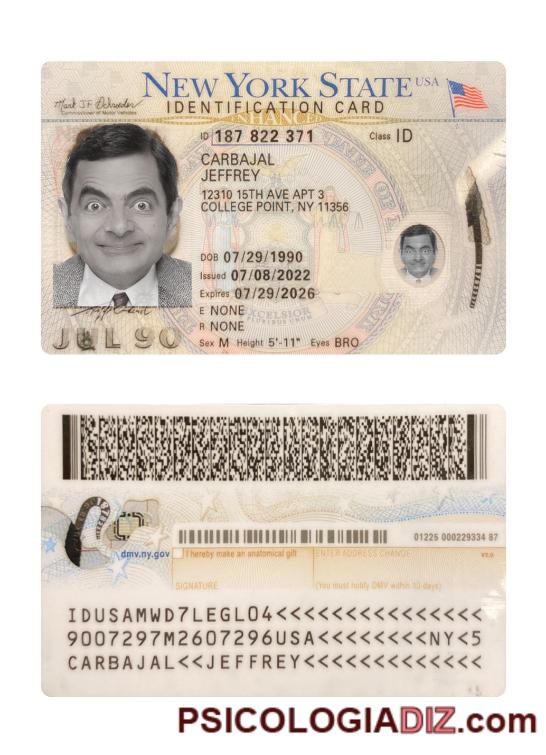 NEW YORK STATE USA
Mark J.F. Schroeder
Commissioner of Motor Vehicles
IDENTIFICATION CARD
ENHANCED
ID 187 822 371 Class ID
CARBAJAL
JEFFREY
12310 15TH AVE APT 3
COLLEGE POINT, NY 11356
DOB 07/29/1990
Issued 07/08/2022
Expires 07/29/2026
E NONE
EXCELSIOR
E PLURIBUS UNUM
R NONE
JUL 90
Sex M Height 5'-11" Eyes BRO
01225 000229334 87
dmv.ny.gov
I hereby make an anatomical gift
ENTER ADDRESS CHANGE
V2.0
SIGNATURE
(You must notify DMV within 10 days)
IDUSAMWD7LEGL04<<<<<<<<<<<<<<<
9007297M2607296USA<<<<<<<<NY<5
CARBAJAL<<JEFFREY<<<<<<<<<<<<<
PSICOLOGIADIZ.com